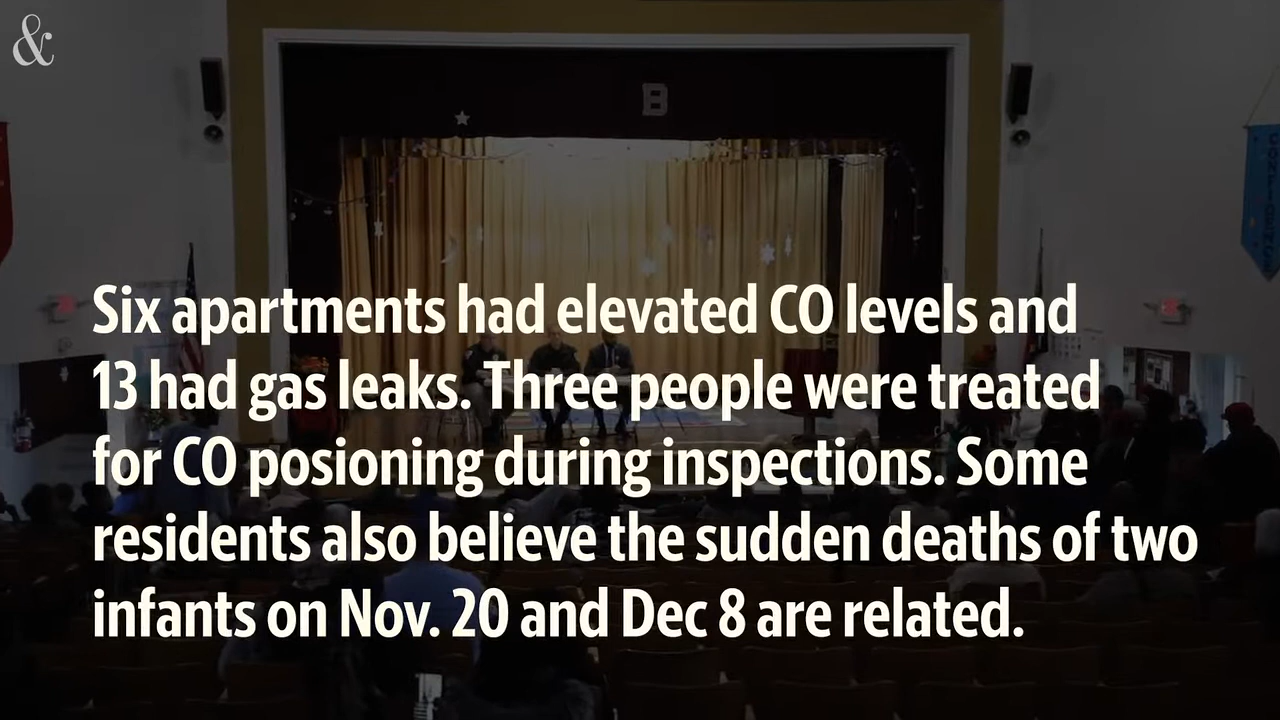 &
B
Six apartments had elevated CO levels and
13 had gas leaks. Three people were treated
for CO posioning during inspections. Some
residents also believe the sudden deaths of two
infants on Nov. 20 and Dec 8 are related.